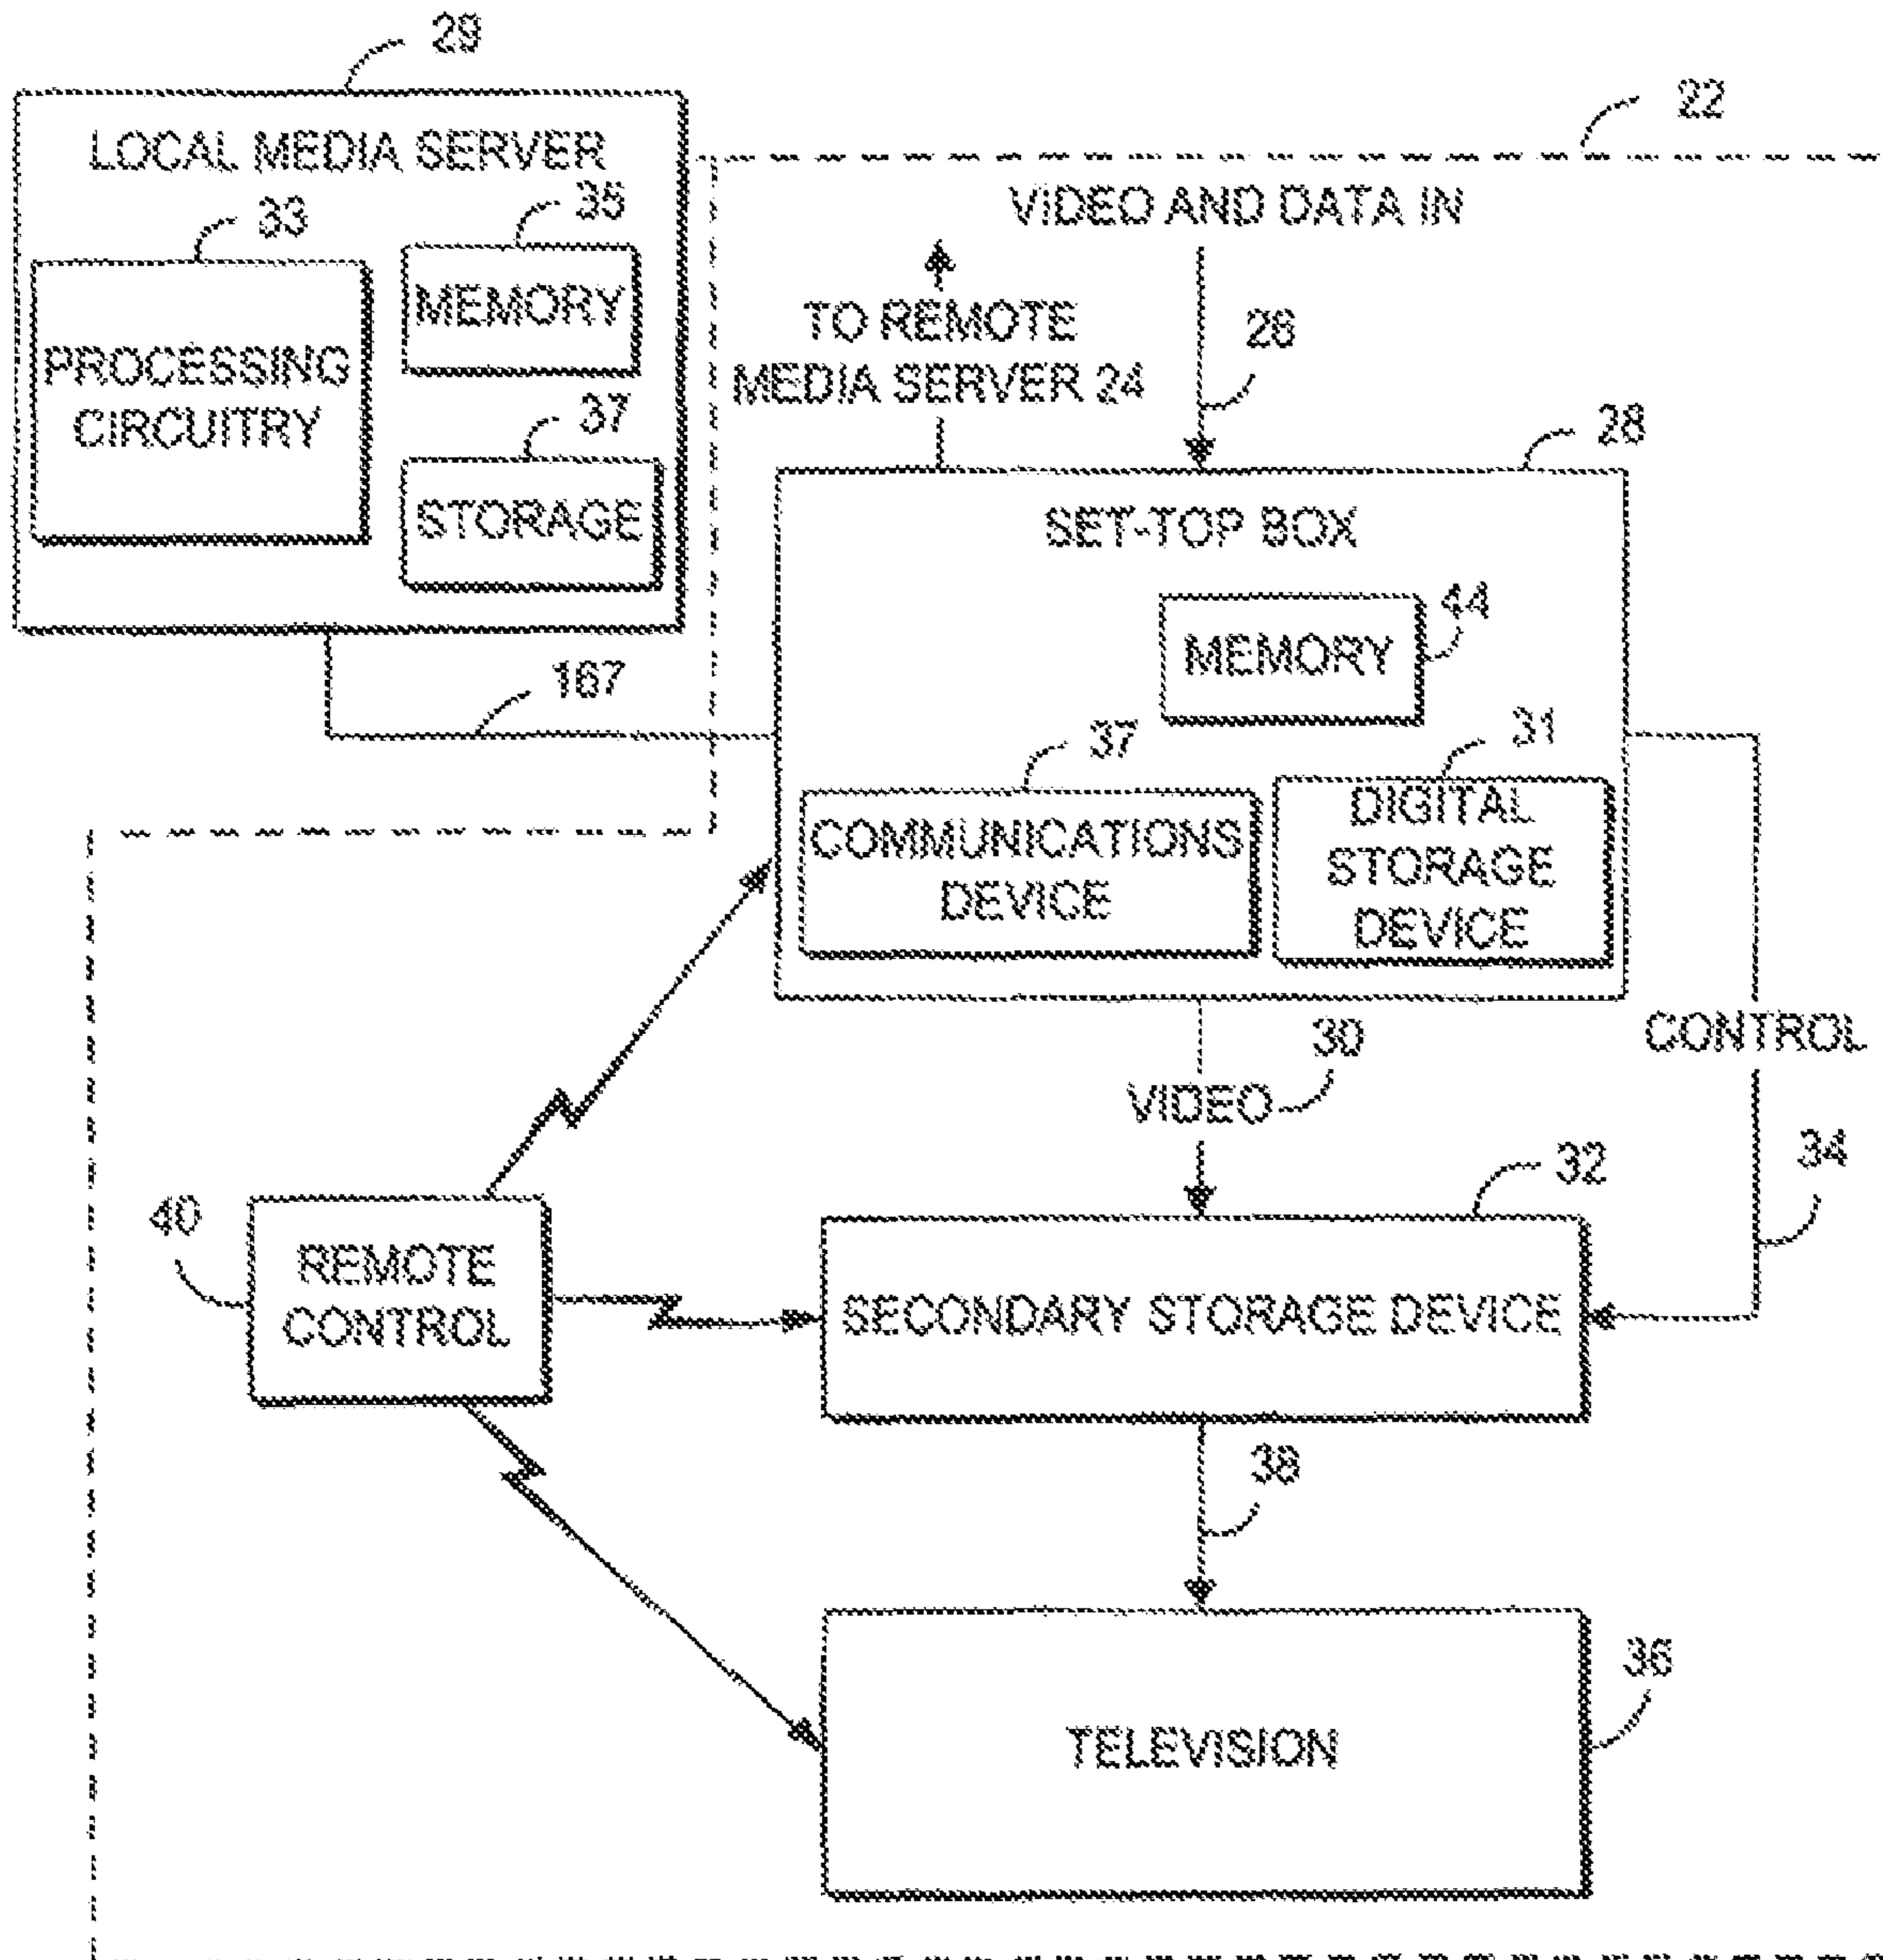 29
22
LOCAL MEDIA SERVER
33
35
PROCESSING
CIRCUITRY
MEMORY
37
STORAGE
167
VIDEO AND DATA IN
TO REMOTE
MEDIA SERVER 24
26
28
SET-TOP BOX
44
MEMORY
37
31
COMMUNICATIONS
DEVICE
DIGITAL
STORAGE
DEVICE
30
VIDEO
CONTROL
34
32
40
REMOTE
CONTROL
SECONDARY STORAGE DEVICE
38
36
TELEVISION